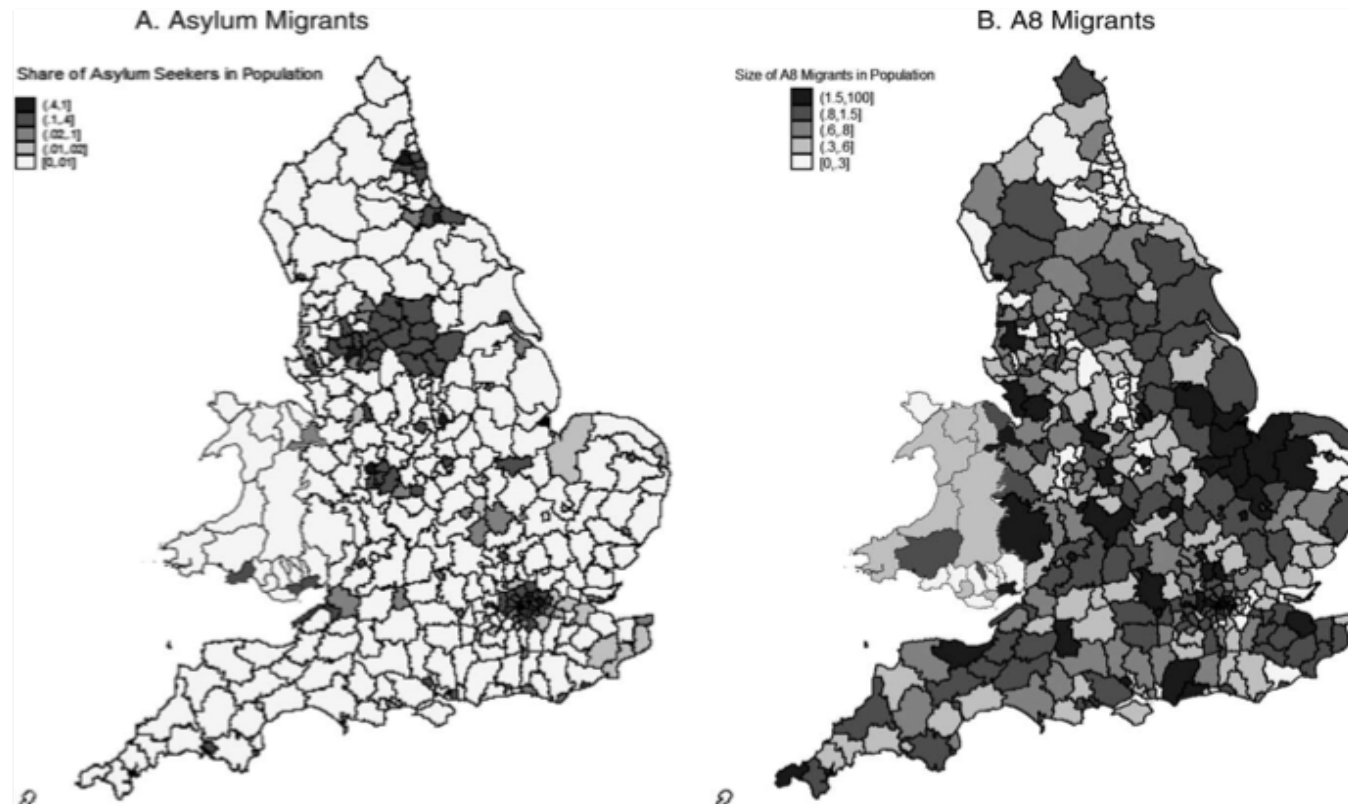 A. Asylum Migrants
Share of Asylum Seekers in Population
(.4,1]
(.1,.4]
(.02,.1]
(.01,.02]
[0,.01]
B. A8 Migrants
Size of A8 Migrants in Population
(1.5,100]
(.8,1.5]
(.6,.8]
(.3,.6]
[0,.3]